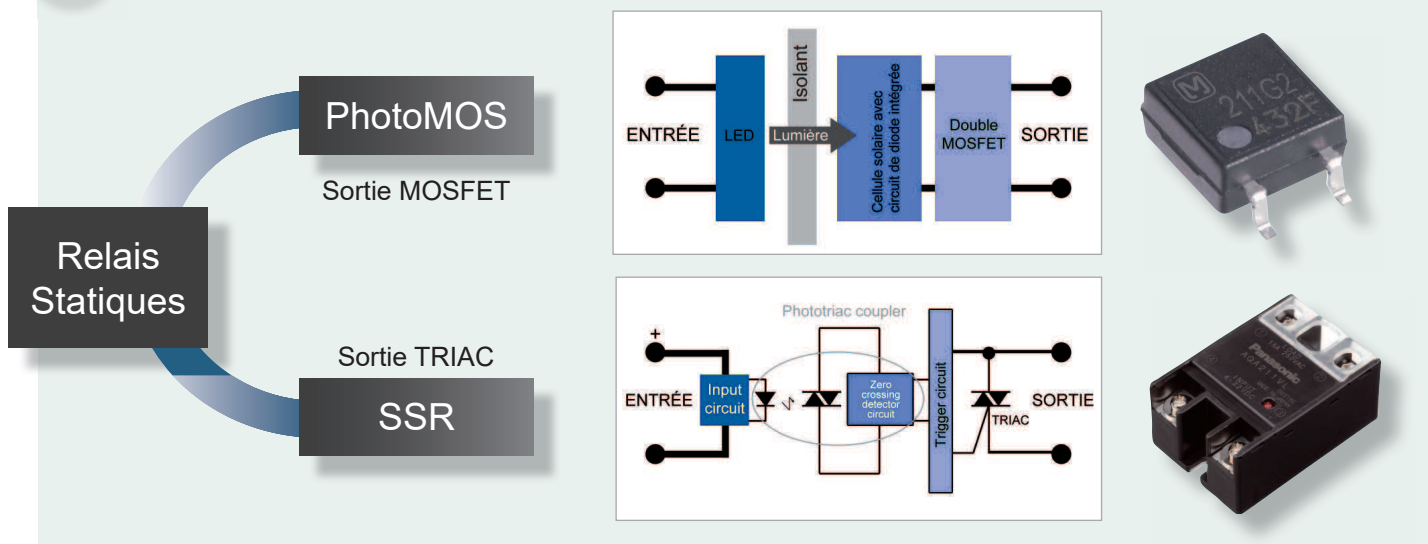 PhotoMOS
Sortie MOSFET
Relais
Statiques
Sortie TRIAC
SSR
ENTRÉE
LED
Lumière
Isolant
Cellule solaire avec
circuit de diode intégrée
Double
MOSFET
SORTIE
M
211G2
432F
Phototriac coupler
+
ENTRÉE
Input
circuit
Zero
crossing
detector
circuit
Trigger circuit
TRIAC
SORTIE
Panasonic
AQA211VL